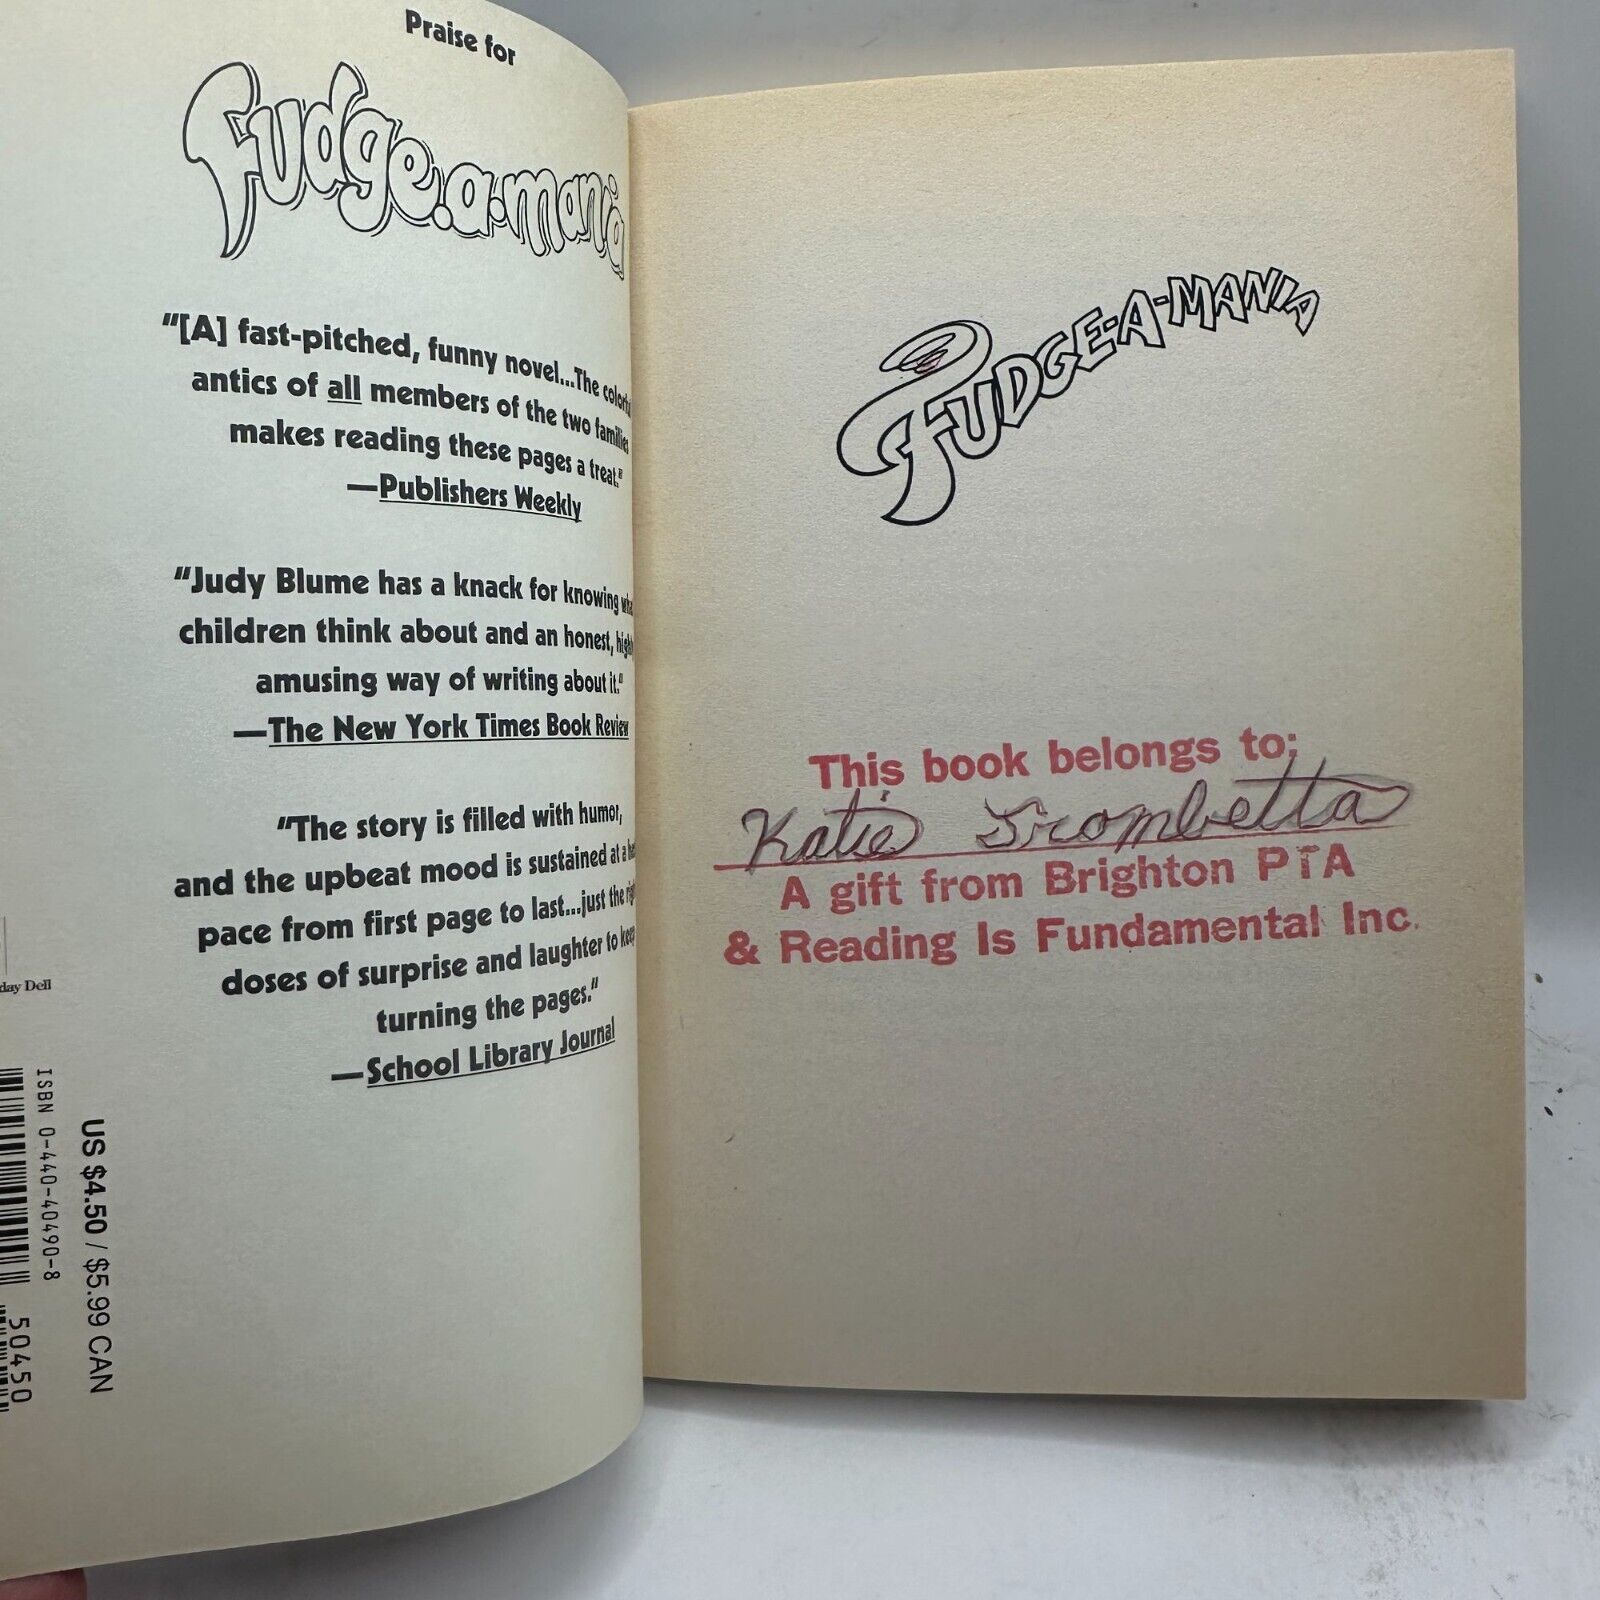 Praise for
Fudge-a-mania
"[A] fast-pitched, funny novel...The
antics of all members of the two families
makes reading these pages a treat."
—Publishers Weekly
"Judy Blume has a knack for knowing
children think about and an honest,
amusing way of writing about it."
—The New York Times Book Review
"The story is filled with humor,
and the upbeat mood is sustained at a
pace from first page to last...just the
doses of surprise and laughter to keep
turning the pages."
—School Library Journal
day Dell
ISBN 0-440-40490-8
50450
US $4.50 / $5.99 CAN
FUDGE-A-MANIA
This book belongs to:
Katie Trombetta
A gift from Brighton PTA
& Reading Is Fundamental Inc.